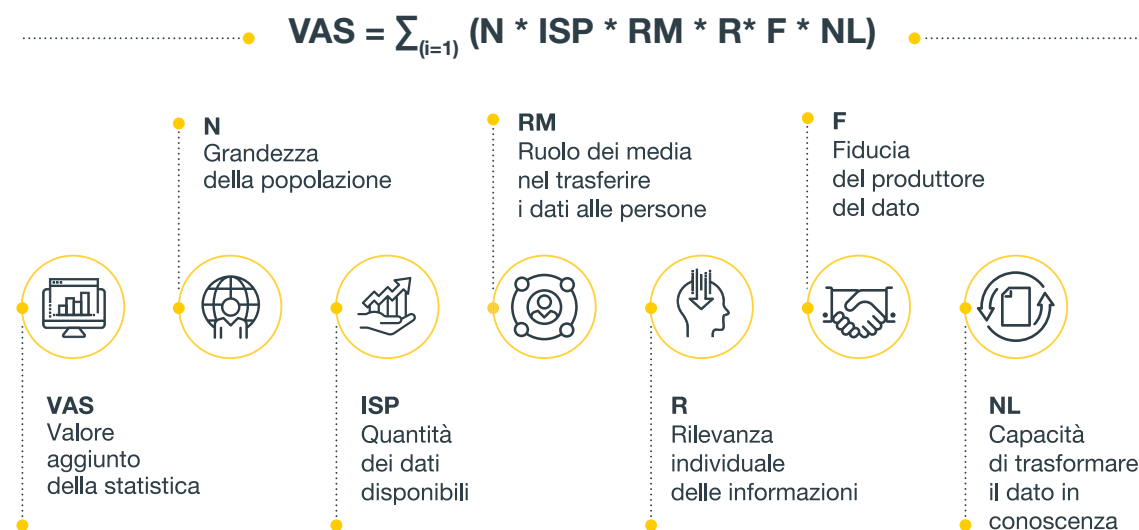 VAS = ∑(i=1) (N * ISP * RM * R* F * NL)
N
Grandezza
della popolazione
RM
Ruolo dei media
nel trasferire
i dati alle persone
F
Fiducia
del produttore
del dato
VAS
Valore
aggiunto
della statistica
ISP
Quantità
dei dati
disponibili
R
Rilevanza
individuale
delle informazioni
NL
Capacità
di trasformare
il dato in
conoscenza